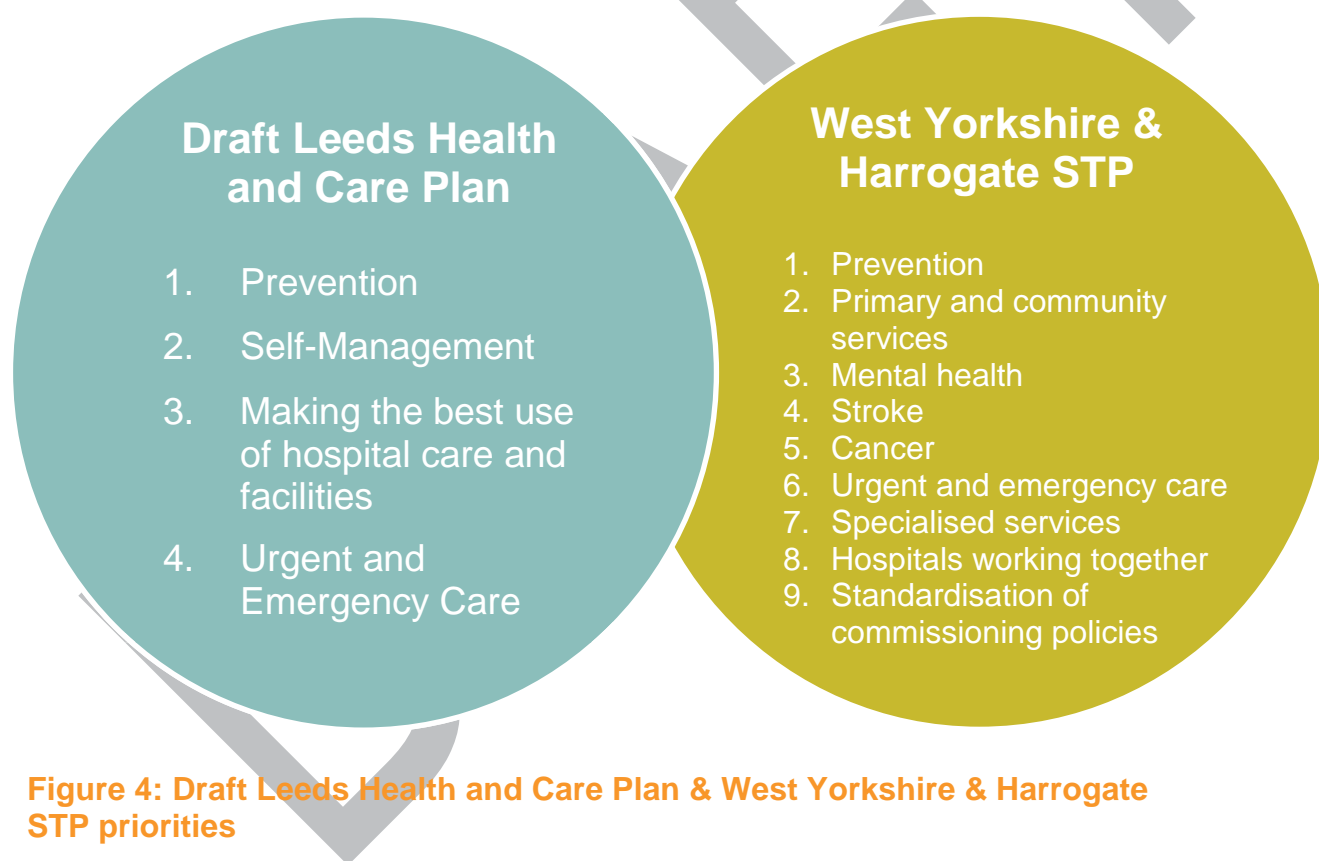 Draft Leeds Health
and Care Plan
1. Prevention
2. Self-Management
3. Making the best use
of hospital care and
facilities
4. Urgent and
Emergency Care
West Yorkshire &
Harrogate STP
1. Prevention
2. Primary and community
services
3. Mental health
4. Stroke
5. Cancer
6. Urgent and emergency care
7. Specialised services
8. Hospitals working together
9. Standardisation of
commissioning policies
Figure 4: Draft Leeds Health and Care Plan & West Yorkshire & Harrogate
STP priorities